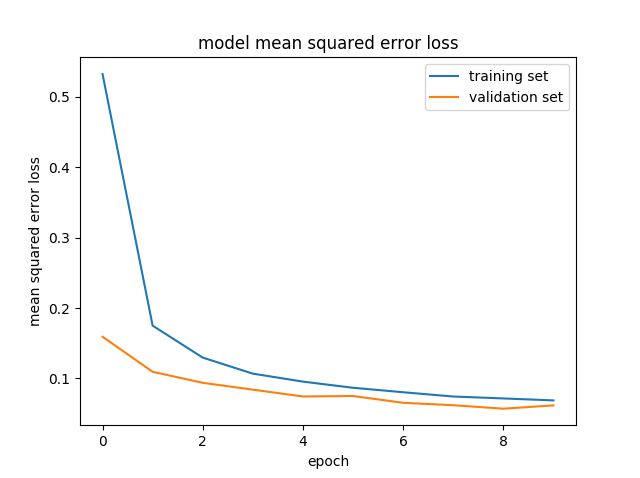 model mean squared error loss
training set
validation set
0.5
0.4
0.3
0.2
0.1
mean squared error loss
0 2 4 6 8
epoch